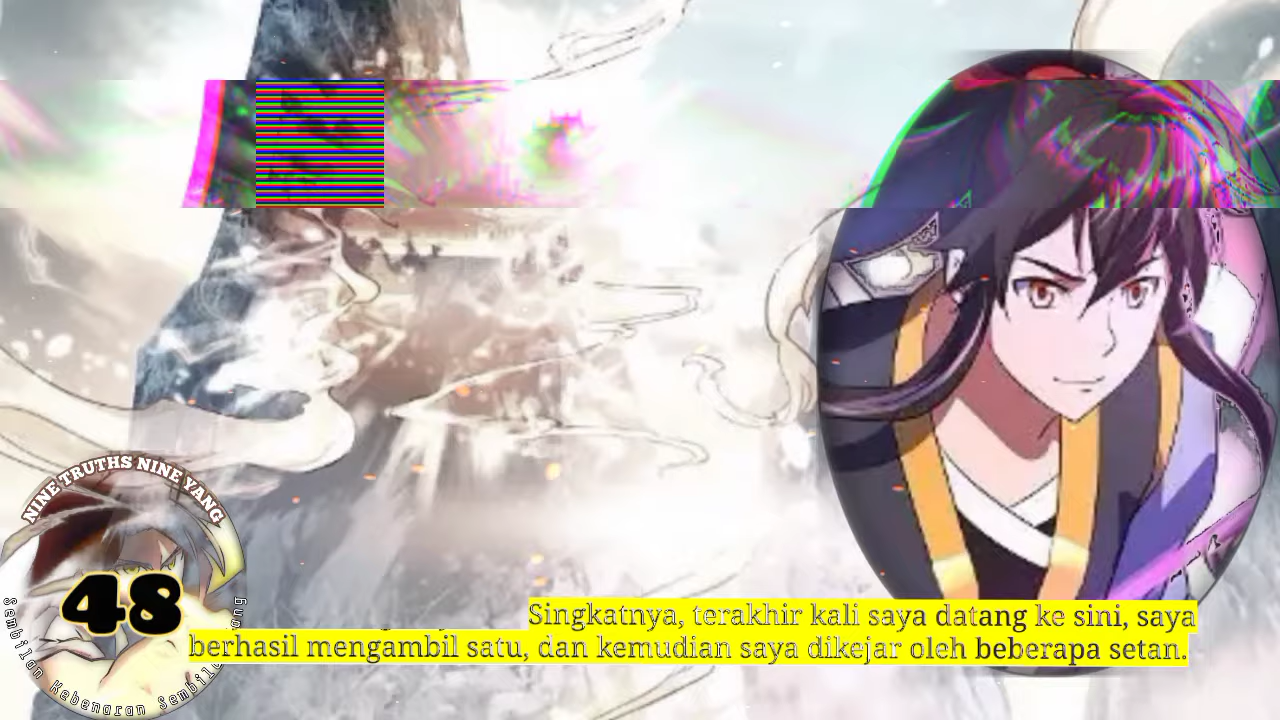 NINE TRUTHS NINE YANG
48
Sembilan Kebenaran Sembilan
Singkatnya, terakhir kali saya datang ke sini, saya
berhasil mengambil satu, dan kemudian saya dikejar oleh beberapa setan.